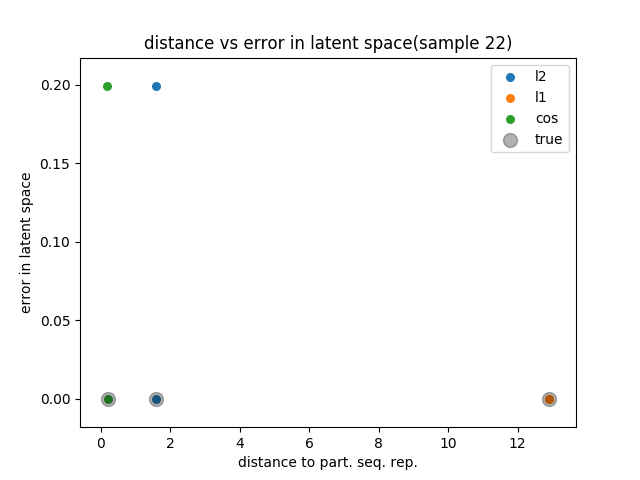 distance vs error in latent space(sample 22)
l2
l1
cos
true
error in latent space
0.20
0.15
0.10
0.05
0.00
0 2 4 6 8 10 12
distance to part. seq. rep.